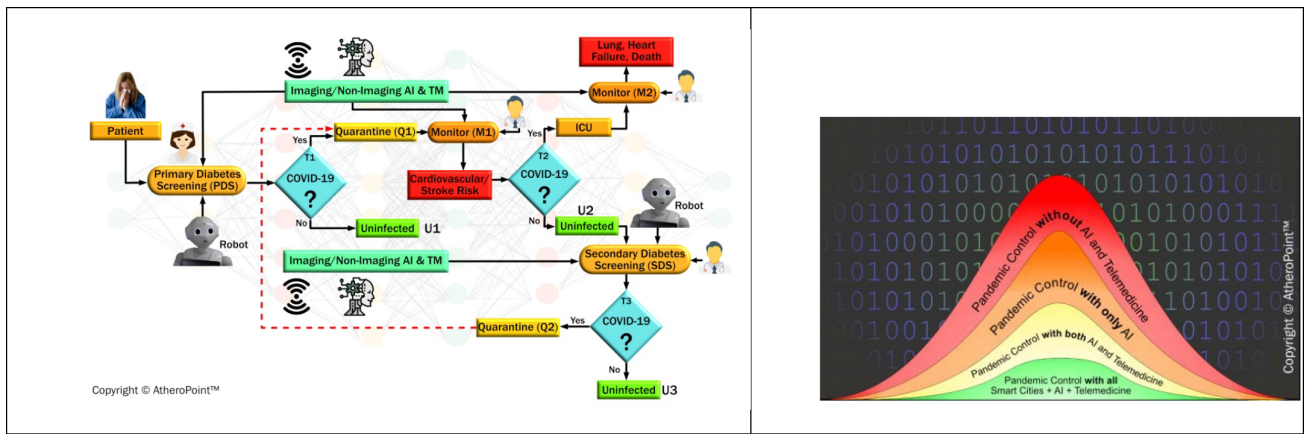 Lung, Heart
Failure, Death
Imaging/Non-Imaging AI & TM
Monitor (M2)
Patient
Quarantine (Q1)
Monitor (M1)
Yes
ICU
Yes
T1
COVID-19
?
T2
COVID-19
?
Primary Diabetes
Screening (PDS)
Cardiovascular/
Stroke Risk
No
Uninfected
U1
No
U2
Uninfected
Robot
Robot
Imaging/Non-Imaging AI & TM
Secondary Diabetes
Screening (SDS)
T3
COVID-19
?
Yes
Quarantine (Q2)
No
Uninfected
U3
Copyright © AtheroPoint™
Pandemic Control without AI and Telemedicine
Pandemic Control with only AI
Pandemic Control with both AI and Telemedicine
Pandemic Control with all
Smart Cities + AI + Telemedicine
Copyright © AtheroPoint™